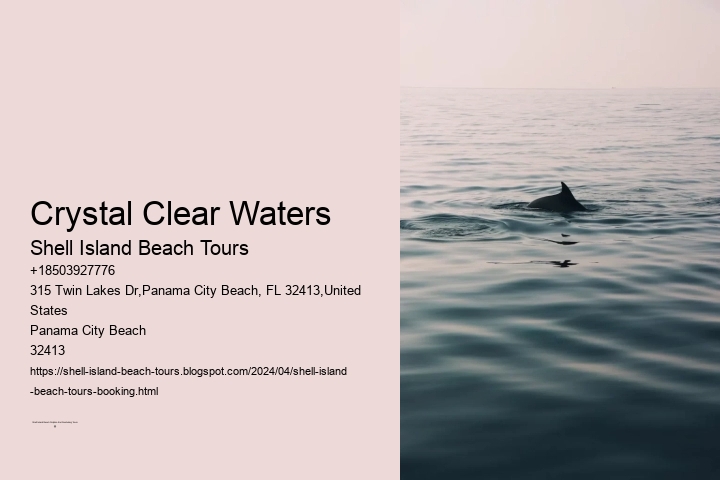 Crystal Clear Waters
Shell Island Beach Tours
+18503927776
315 Twin Lakes Dr,Panama City Beach, FL 32413,United
States
Panama City Beach
32413
https://shell-island-beach-tours.blogspot.com/2024/04/shell-island
-beach-tours-booking.html